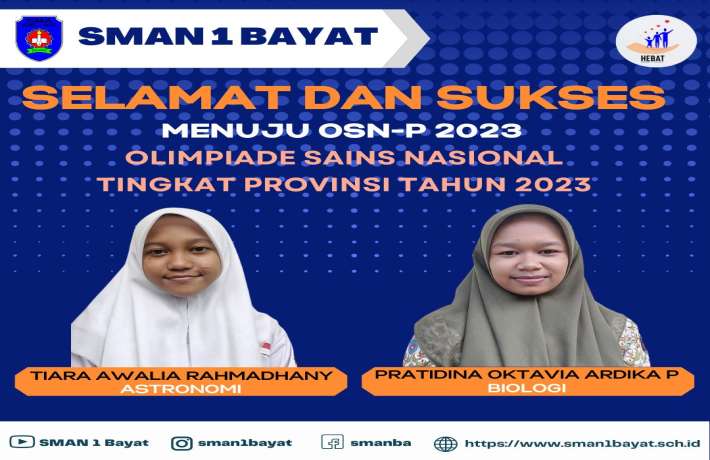 SMAN 1 BAYAT
HEBAT
SELAMAT DAN SUKSES
MENUJU OSN-P 2023
OLIMPIADE SAINS NASIONAL
TINGKAT PROVINSI TAHUN 2023
TIARA AWALIA RAHMADHANY
ASTRONOMI
PRATIDINA OKTAVIA ARDIKA P
BIOLOGI
SMAN 1 Bayat
sman1bayat
smanba
https://www.sman1bayat.sch.id